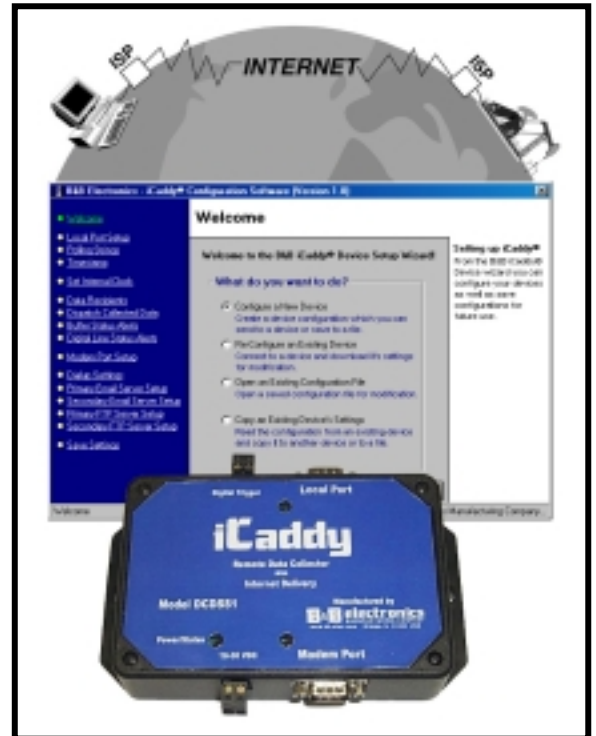 ISP
INTERNET
ISP
B&B Electronics - iCaddy® Configuration Software (Version 1.0)
Welcome
Local Port Setup
Polling Device
Timestamp
Set Internal Clock
Data Recipients
Dispatch Collected Data
Buffer Status Alerts
Digital Line Status Alerts
Modem Port Setup
Dialup Settings
Primary Email Server Setup
Secondary Email Server Setup
Primary FTP Server Setup
Secondary FTP Server Setup
Save Settings
Welcome
Welcome to the B&B iCaddy® Device Setup Wizard!
What do you want to do?
Configure a New Device
Create a device configuration which you can
send to a device or save to a file.
Re-Configure an Existing Device
Connect to a device and download it's settings
for modification.
Open an Existing Configuration File
Open a saved configuration file for modification.
Copy an Existing Device's Settings
Read the configuration from an existing device
and copy it to another device or to a file.
Setting up iCaddy®
From the B&B iCaddy®
Device wizard you can
configure your devices
as well as save
configurations for
future use.
Welcome
Manufacturing Company...
Digital Trigger
Local Port
iCaddy
Remote Data Collector
Internet Delivery
Model DCDSS1
Manufactured by
B&B electronics
Power/Status
10-30 VDC
Modem Port